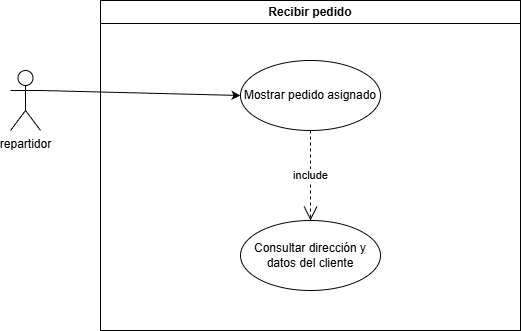 Recibir pedido
Mostrar pedido asignado
repartidor
include
Consultar dirección y
datos del cliente